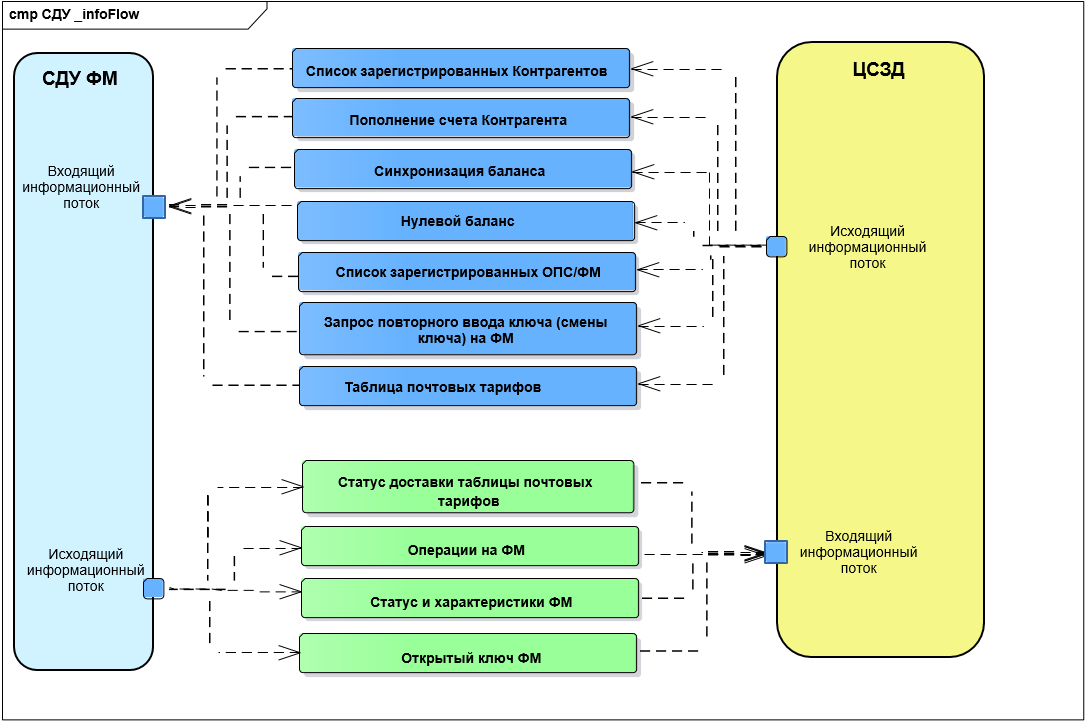 cmp СДУ _infoFlow
СДУ ФМ
ЦСЗД
Список зарегистрированных Контрагентов
Пополнение счета Контрагента
Синхронизация баланса
Нулевой баланс
Список зарегистрированных ОПС/ФМ
Запрос повторного ввода ключа (смены
ключа) на ФМ
Таблица почтовых тарифов
Входящий
информационный
поток
Исходящий
информационный
поток
Статус доставки таблицы почтовых
тарифов
Операции на ФМ
Статус и характеристики ФМ
Открытый ключ ФМ
Исходящий
информационный
поток
Входящий
информационный
поток